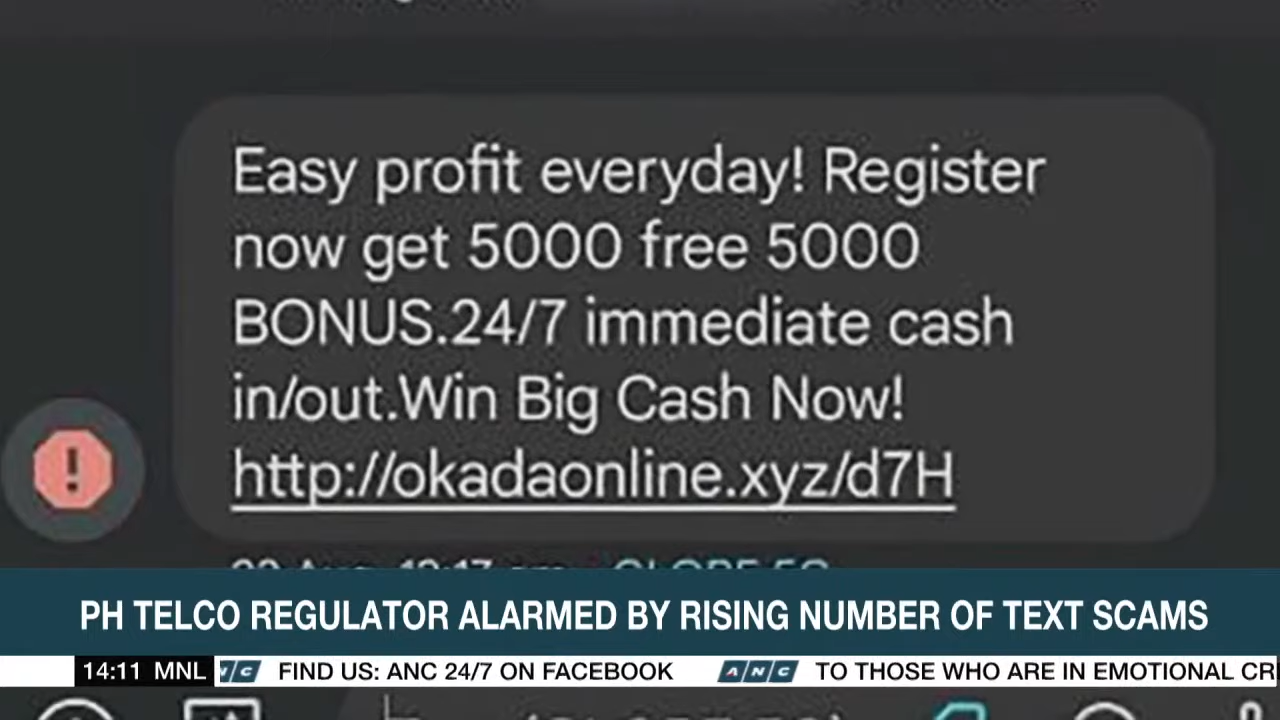 Easy profit everyday! Register
now get 5000 free 5000
BONUS.24/7 immediate cash
in/out.Win Big Cash Now!
http://okadaonline.xyz/d7H
PH TELCO REGULATOR ALARMED BY RISING NUMBER OF TEXT SCAMS
14:11 MNL FIND US: ANC 24/7 ON FACEBOOK ANC TO THOSE WHO ARE IN EMOTIONAL CR